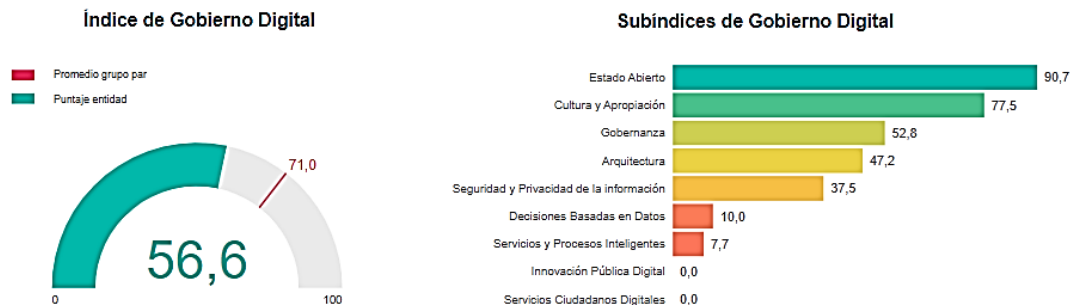 Índice de Gobierno Digital
Promedio grupo par
Puntaje entidad
71,0
56,6
0
100
Subíndices de Gobierno Digital
Estado Abierto 90,7
Cultura y Apropiación 77,5
Gobernanza 52,8
Arquitectura 47,2
Seguridad y Privacidad de la información 37,5
Decisiones Basadas en Datos 10,0
Servicios y Procesos Inteligentes 7,7
Innovación Pública Digital 0,0
Servicios Ciudadanos Digitales 0,0